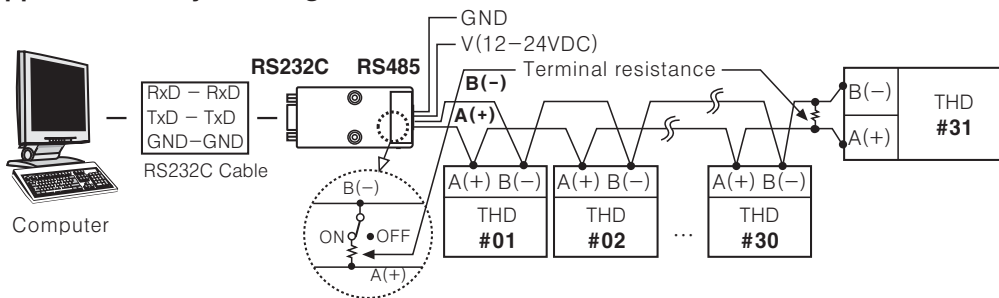 GND
V(12-24VDC)
RS232C RS485
Terminal resistance
B(-)
A(+)
RxD - RxD
TxD - TxD
GND-GND
RS232C Cable
Computer
B(-)
ON OFF
A(+)
A(+) B(-)
THD
#01
A(+) B(-)
THD
#02
...
A(+) B(-)
THD
#30
B(-)
A(+)
THD
#31